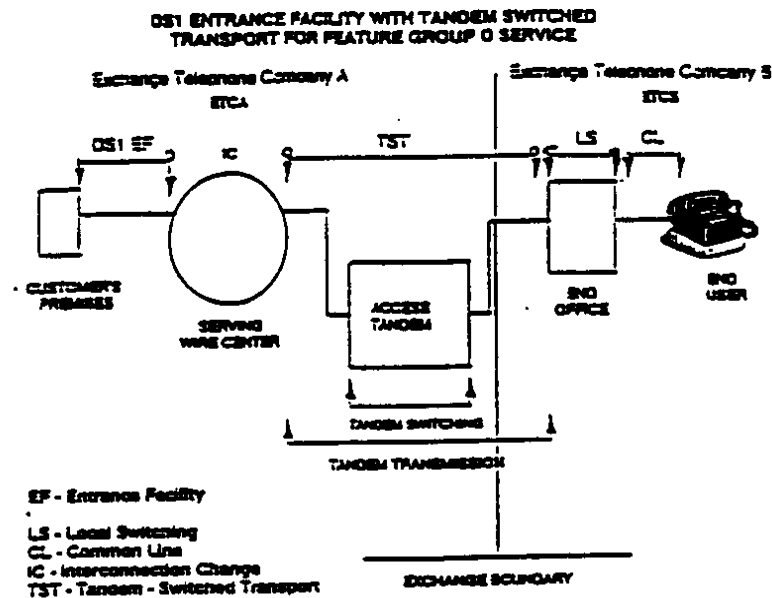 DS1 ENTRANCE FACILITY WITH TANDEM SWITCHED
TRANSPORT FOR FEATURE GROUP D SERVICE
Exchange Telephone Company A
ETCA
Exchange Telephone Company B
ETCB
DS1 EF
IC
TST
LS
CL
CUSTOMER'S
PREMISES
SERVING
WIRE CENTER
ACCESS
TANDEM
END
OFFICE
END
USER
TANDEM SWITCHING
TANDEM TRANSMISSION
EF - Entrance Facility
LS - Local Switching
CL - Common Line
IC - Interconnection Change
TST - Tandem - Switched Transport
EXCHANGE BOUNDARY